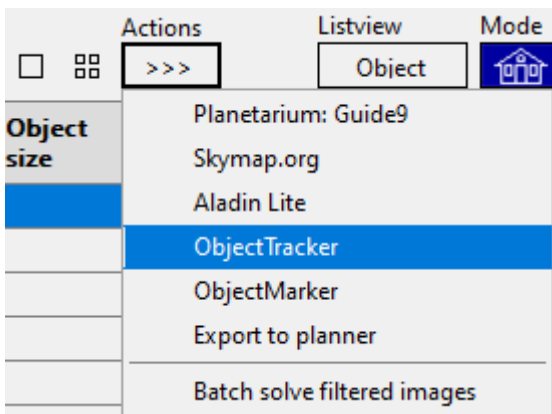 Actions
Listview
Mode
>>>
Object
Object
size
Planetarium: Guide9
Skymap.org
Aladin Lite
ObjectTracker
ObjectMarker
Export to planner
Batch solve filtered images